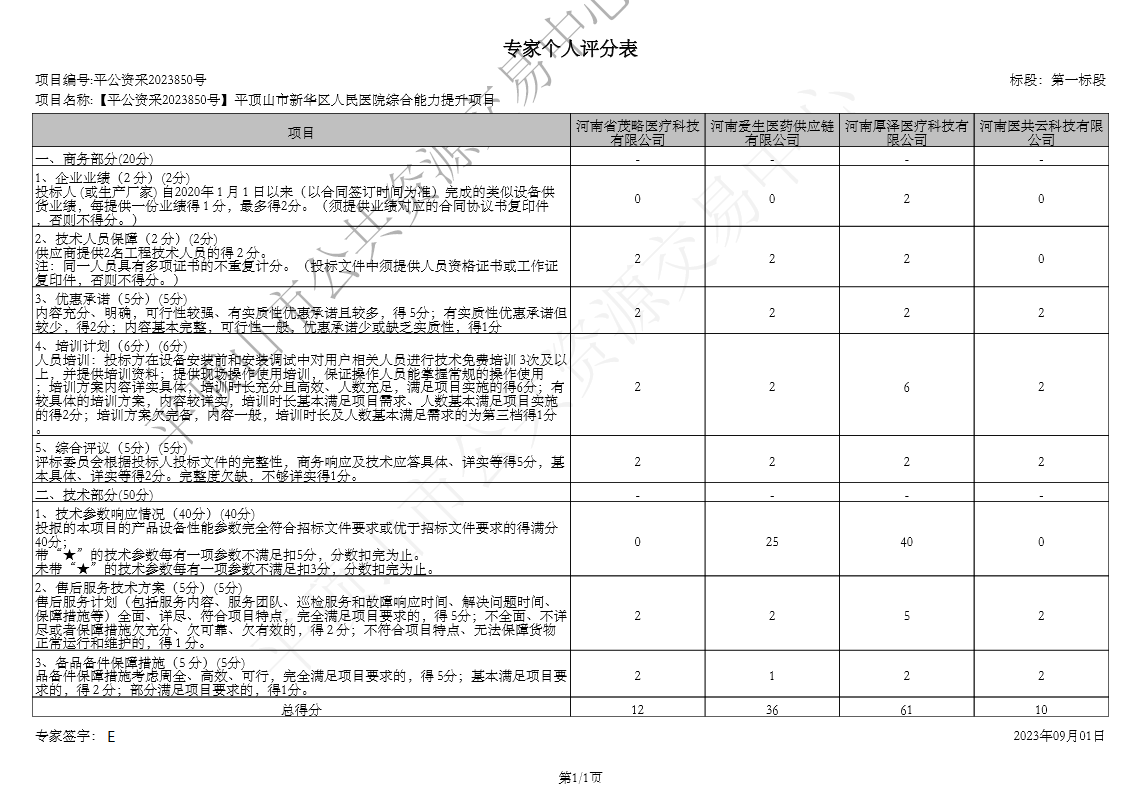 专家个人评分表
项目编号:平公资采2023850号
标段：第一标段
项目名称:【平公资采2023850号】平顶山市新华区人民医院综合能力提升项目
项目
河南省茂略医疗科技
有限公司
河南爱生医药供应链
有限公司
河南厚泽医疗科技有
限公司
河南医共云科技有限
公司
一、商务部分(20分)
- - - -
1、企业业绩（2 分）(2分)
投标人 (或生产厂家) 自2020年 1 月 1 日以来（以合同签订时间为准）完成的类似设备供
货业绩，每提供一份业绩得 1 分，最多得2分。（须提供业绩对应的合同协议书复印件
，否则不得分。）
0 0 2 0
2、技术人员保障（2 分）(2分)
供应商提供2名工程技术人员的得 2 分。
注：同一人员具有多项证书的不重复计分。（投标文件中须提供人员资格证书或工作证
复印件，否则不得分。）
2 2 2 0
3、优惠承诺（5分）(5分)
内容充分、明确，可行性较强、有实质性优惠承诺且较多，得 5分；有实质性优惠承诺但
较少，得2分；内容基本完整，可行性一般，优惠承诺少或缺乏实质性，得1分
2 2 2 2
4、培训计划（6分）(6分)
人员培训：投标方在设备安装前和安装调试中对用户相关人员进行技术免费培训 3次及以
上，并提供培训资料；提供现场操作使用培训，保证操作人员能掌握常规的操作使用
；培训方案内容详实具体，培训时长充分且高效、人数充足，满足项目实施的得6分；有
较具体的培训方案，内容较详实，培训时长基本满足项目需求、人数基本满足项目实施
的得2分；培训方案欠完备，内容一般，培训时长及人数基本满足需求的为第三档得1分
。
2 2 6 2
5、综合评议（5分）(5分)
评标委员会根据投标人投标文件的完整性，商务响应及技术应答具体、详实等得5分，基
本具体、详实等得2分。完整度欠缺，不够详实得1分。
2 2 2 2
二、技术部分(50分)
- - - -
1、技术参数响应情况（40分）(40分)
投报的本项目的产品设备性能参数完全符合招标文件要求或优于招标文件要求的得满分
40分；
带“★”的技术参数每有一项参数不满足扣5分，分数扣完为止。
未带“★”的技术参数每有一项参数不满足扣3分，分数扣完为止。
0 25 40 0
2、售后服务技术方案（5分）(5分)
售后服务计划（包括服务内容、服务团队、巡检服务和故障响应时间、解决问题时间、
保障措施等）全面、详尽、符合项目特点，完全满足项目要求的，得 5分；不全面、不详
尽或者保障措施欠充分、欠可靠、欠有效的，得 2 分；不符合项目特点、无法保障货物
正常运行和维护的，得 1 分。
2 2 5 2
3、备品备件保障措施（5 分）(5分)
品备件保障措施考虑周全、高效、可行，完全满足项目要求的，得 5分；基本满足项目要
求的，得 2 分；部分满足项目要求的，得1分。
2 1 2 2
总得分 12 36 61 10
专家签字： E
2023年09月01日
第1/1页
平顶山市公共资源交易中心
平顶山市公共资源交易中心